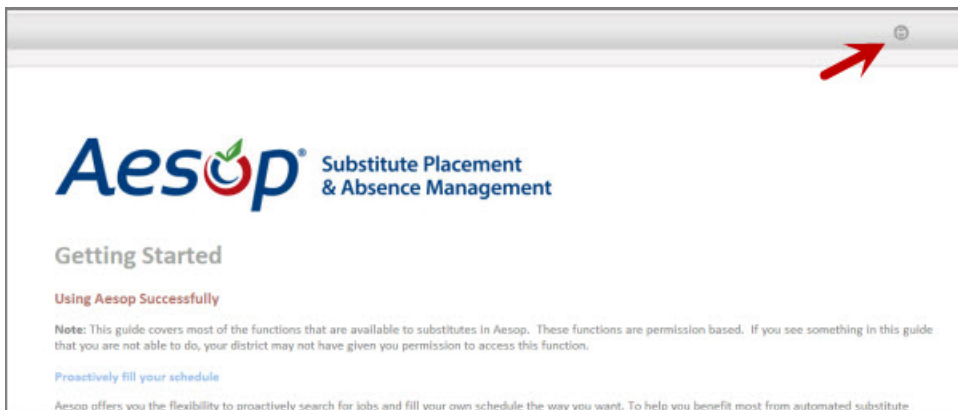 Aesop® Substitute Placement
& Absence Management
Getting Started
Using Aesop Successfully
Note: This guide covers most of the functions that are available to substitutes in Aesop.  These functions are permission based.  If you see something in this guide
that you are not able to do, your district may not have given you permission to access this function.
Proactively fill your schedule
Aesop offers you the flexibility to proactively search for jobs and fill your own schedule the way you want. To help you benefit most from automated substitute